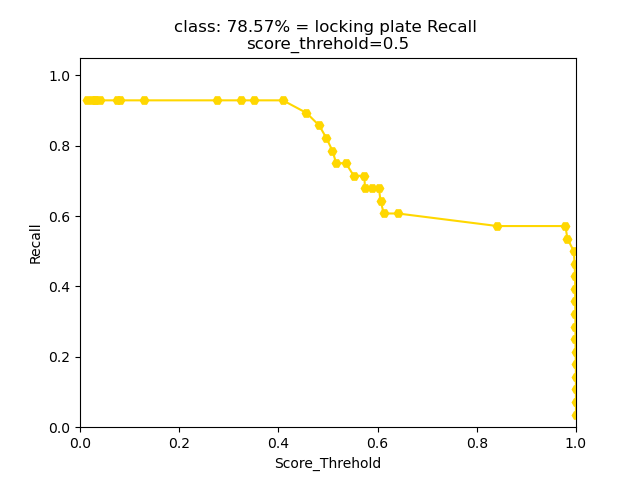 class: 78.57% = locking plate Recall
score_threhold=0.5
1.0
0.8
0.6
0.4
0.2
0.0
Recall
0.0 0.2 0.4 0.6 0.8 1.0
Score_Threhold